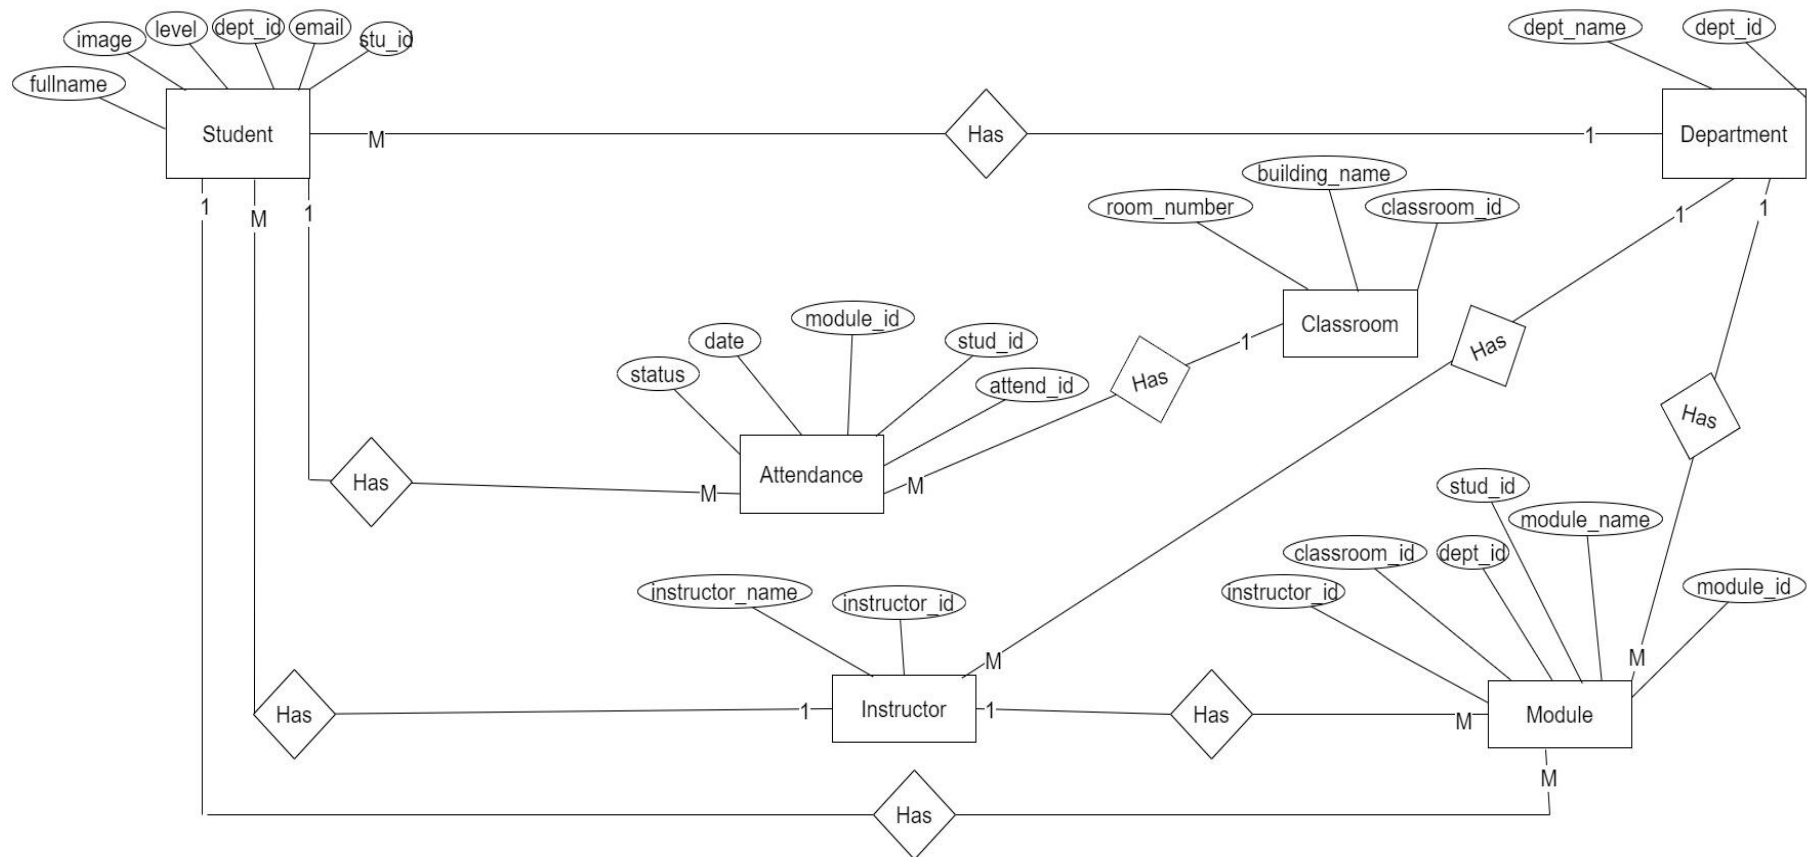 fullname
image
level
dept_id
email
stu_id
Student
M
Has
1
dept_name
dept_id
Department
1
M
1
1
1
building_name
room_number
classroom_id
Classroom
1
Has
M
Has
Has
status
date
module_id
stud_id
attend_id
Attendance
Has
M
instructor_name
instructor_id
Instructor
M
Has
1
1
Has
M
instructor_id
classroom_id
dept_id
stud_id
module_name
module_id
Module
M
M
Has